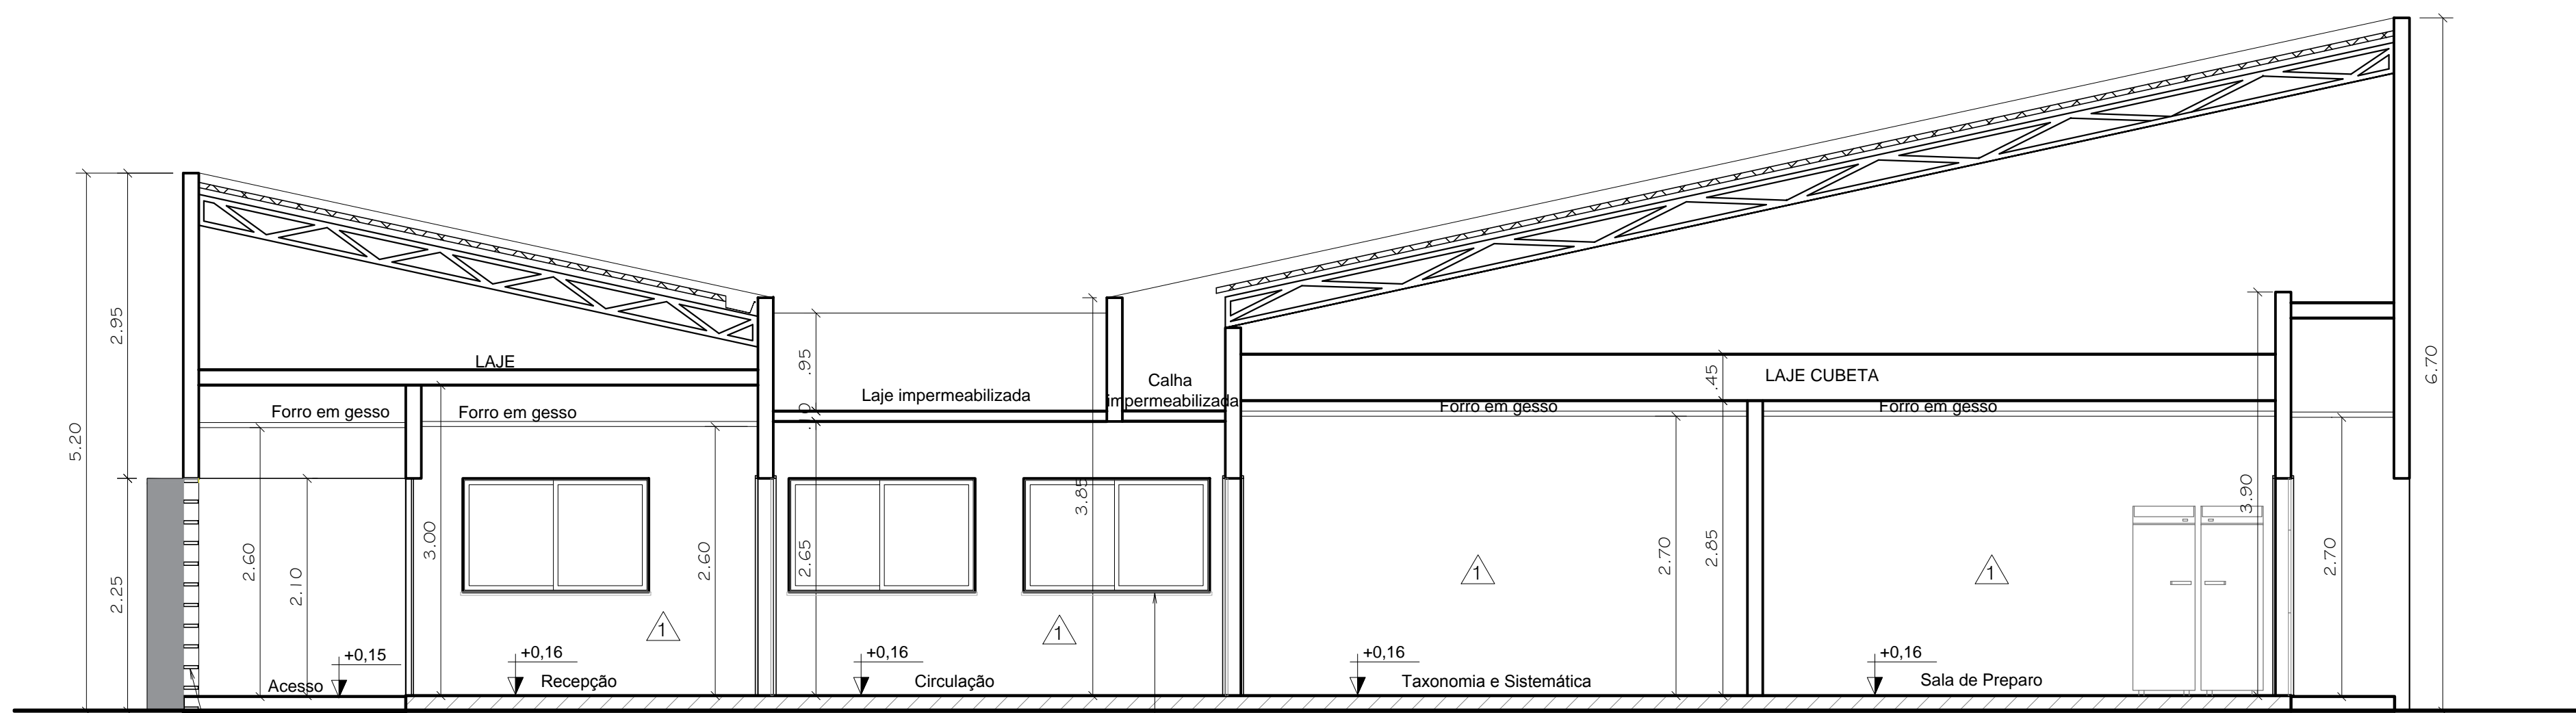 6.70
5.20
2.95
2.25
LAJE
.95
.10
Laje impermeabilizada
Calha
impermeabilizada
.45
LAJE CUBETA
Forro em gesso
Forro em gesso
Forro em gesso
Forro em gesso
2.60
2.10
3.00
2.60
2.65
3.85
2.70
2.85
3.90
2.70
1
1
1
1
+0,15
+0,16
+0,16
+0,16
+0,16
Acesso
Recepção
Circulação
Taxonomia e Sistemática
Sala de Preparo